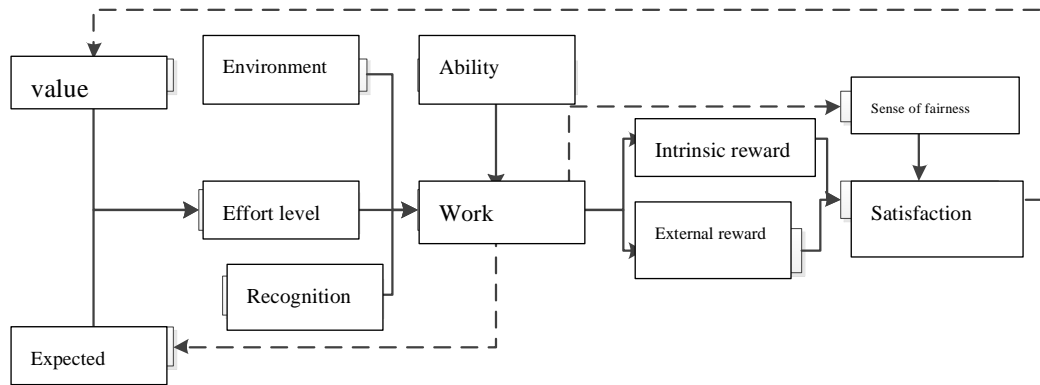 value
Environment
Ability
Sense of fairness
Intrinsic reward
Effort level
Work
External reward
Satisfaction
Recognition
Expected